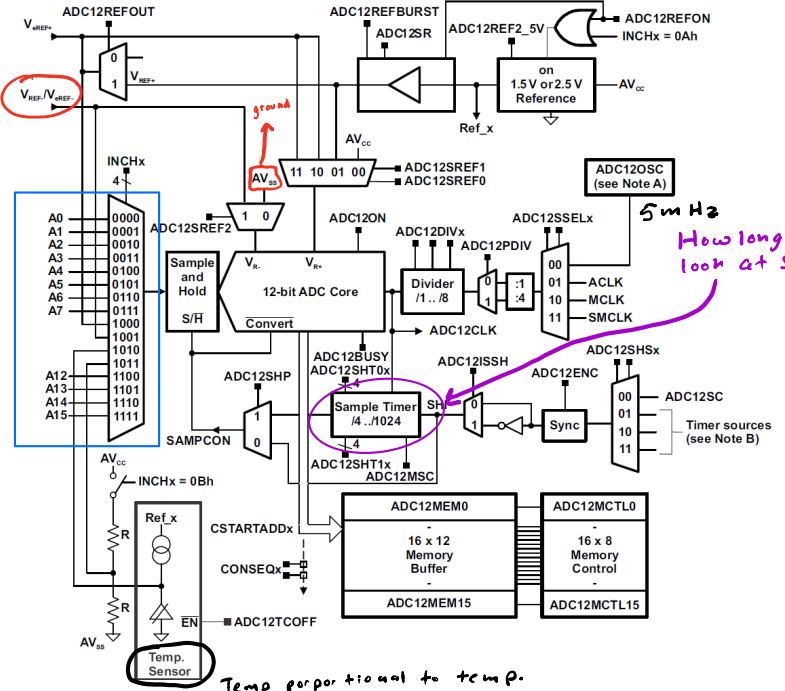 ADC12REFOUT
ADC12REFBURST
ADC12REFON
VeREF+
ADC12SR
ADC12REF2_5V
INCHx = 0Ah
0
1
VREF+
on
1.5 V or 2.5 V
Reference
AVCC
VREF-/VeREF-
ground
Ref_x
AVCC
INCHx
4
AVSS
11 10 01 00
ADC12SREF1
ADC12SREF0
ADC12OSC
(see Note A)
5mHz
A0 0000
A1 0001
A2 0010
A3 0011
A4 0100
A5 0101
A6 0110
A7 0111
1000
1001
1010
1011
A12 1100
A13 1101
A14 1110
A15 1111
ADC12SREF2
1 0
ADC12ON
ADC12SSELx
How long
look at
Sample
and
Hold
S/H
VR-
VR+
12-bit ADC Core
Convert
ADC12DIVx
Divider
/1 .. /8
ADC12PDIV
0
1
:1
:4
00
01 ACLK
10 MCLK
11 SMCLK
ADC12CLK
ADC12BUSY
ADC12SHT0x
4
ADC12ISSH
ADC12SHSx
ADC12SHP
ADC12ENC
1
0
Sample Timer
/4 ../1024
SHI
0
1
Sync
00 ADC12SC
01
10
11
Timer sources
(see Note B)
SAMPCON
4
ADC12SHT1x
ADC12MSC
AVCC
INCHx = 0Bh
R
R
AVSS
Ref_x
EN
ADC12TCOFF
Temp.
Sensor
CSTARTADDx
CONSEQx
ADC12MEM0
-
16 x 12
Memory
Buffer
-
ADC12MEM15
ADC12MCTL0
-
16 x 8
Memory
Control
-
ADC12MCTL15
Temp porportional to temp.